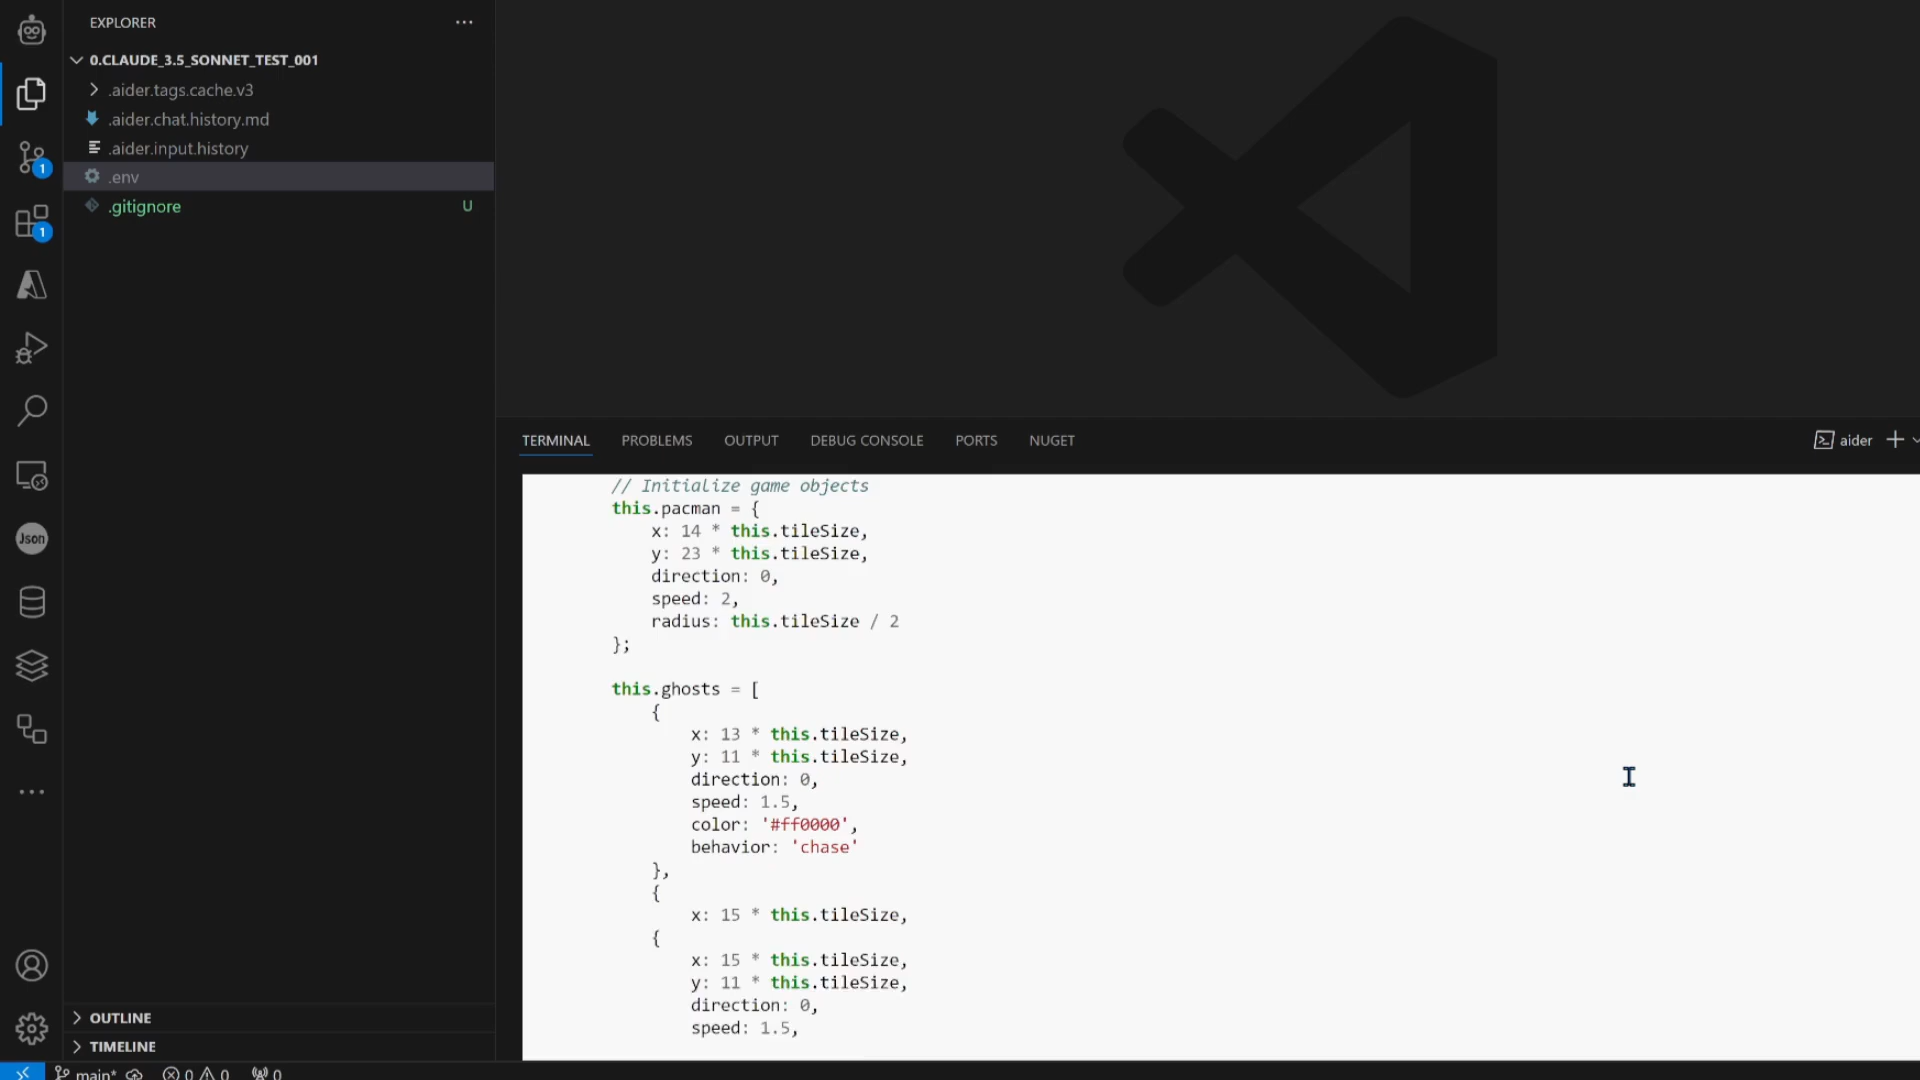 EXPLORER
0.CLAUDE_3.5_SONNET_TEST_001
.aider.tags.cache.v3
.aider.chat.history.md
.aider.input.history
.env
.gitignore U
1
1
Json
TERMINAL PROBLEMS OUTPUT DEBUG CONSOLE PORTS NUGET aider
// Initialize game objects
this.pacman = {
x: 14 * this.tileSize,
y: 23 * this.tileSize,
direction: 0,
speed: 2,
radius: this.tileSize / 2
};
this.ghosts = [
{
x: 13 * this.tileSize,
y: 11 * this.tileSize,
direction: 0,
speed: 1.5,
color: '#ff0000',
behavior: 'chase'
},
{
x: 15 * this.tileSize,
{
x: 15 * this.tileSize,
y: 11 * this.tileSize,
direction: 0,
speed: 1.5,
OUTLINE
TIMELINE
main* 0 0 0